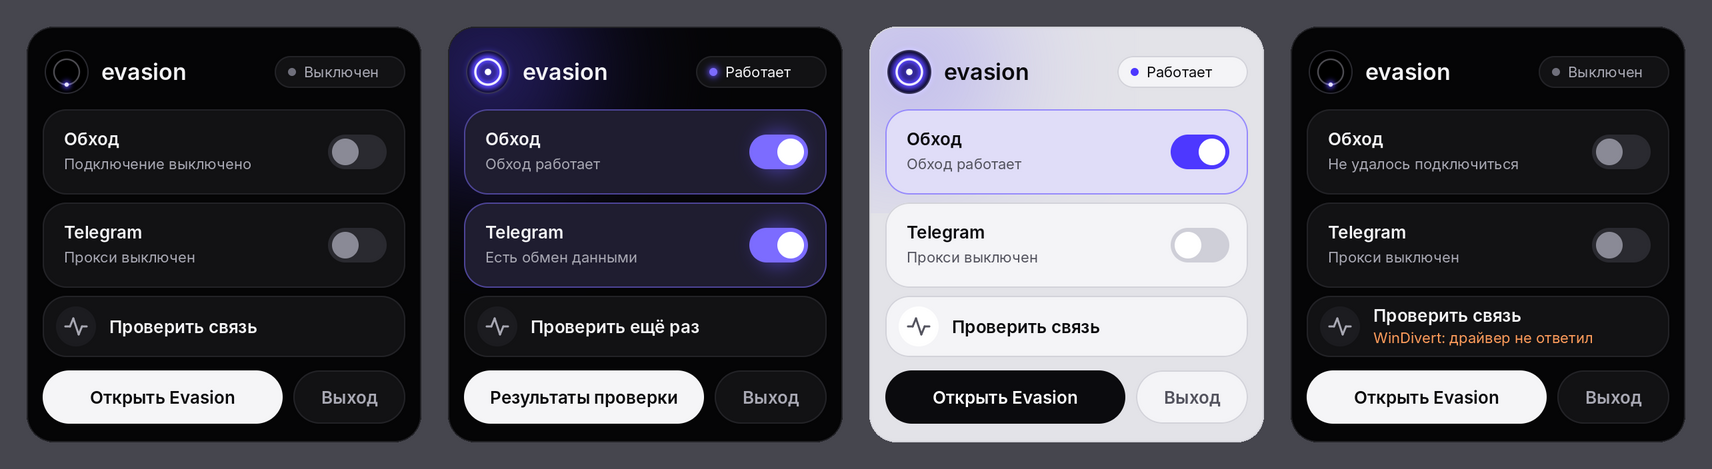 evasion
Выключен
Обход
Подключение выключено
Telegram
Прокси выключен
Проверить связь
Открыть Evasion
Выход
evasion
Работает
Обход
Обход работает
Telegram
Есть обмен данными
Проверить ещё раз
Результаты проверки
Выход
evasion
Работает
Обход
Обход работает
Telegram
Прокси выключен
Проверить связь
Открыть Evasion
Выход
evasion
Выключен
Обход
Не удалось подключиться
Telegram
Прокси выключен
Проверить связь
WinDivert: драйвер не ответил
Открыть Evasion
Выход